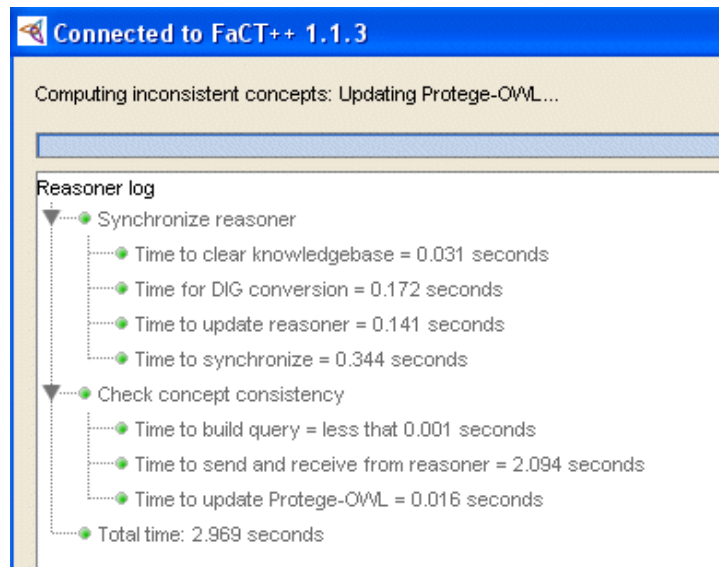 Connected to FaCT++ 1.1.3
Computing inconsistent concepts: Updating Protege-OWL...
Reasoner log
Synchronize reasoner
Time to clear knowledgebase = 0.031 seconds
Time for DIG conversion = 0.172 seconds
Time to update reasoner = 0.141 seconds
Time to synchronize = 0.344 seconds
Check concept consistency
Time to build query = less that 0.001 seconds
Time to send and receive from reasoner = 2.094 seconds
Time to update Protege-OWL = 0.016 seconds
Total time: 2.969 seconds